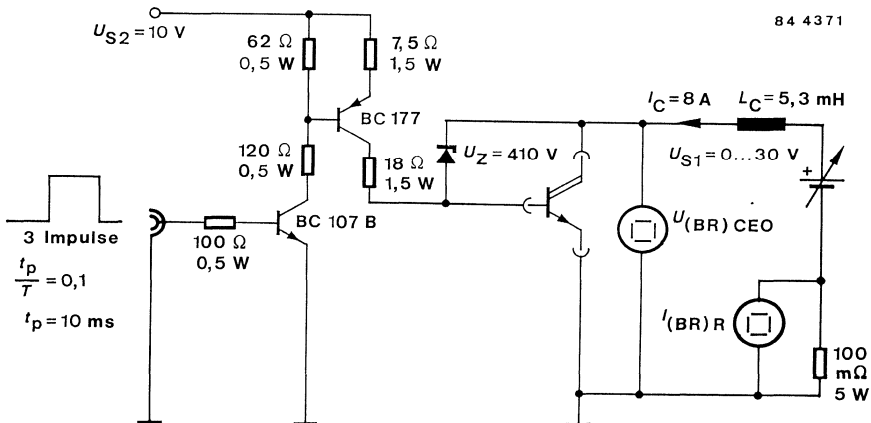 84 4371
U_S2 = 10 V
62 Ω
0,5 W
7,5 Ω
1,5 W
BC 177
I_C = 8 A
L_C = 5,3 mH
120 Ω
0,5 W
18 Ω
1,5 W
U_Z = 410 V
U_S1 = 0...30 V
+
3 Impulse
t_p/T = 0,1
t_p = 10 ms
100 Ω
0,5 W
BC 107 B
U_(BR) CEO
I_(BR) R
100
mΩ
5 W